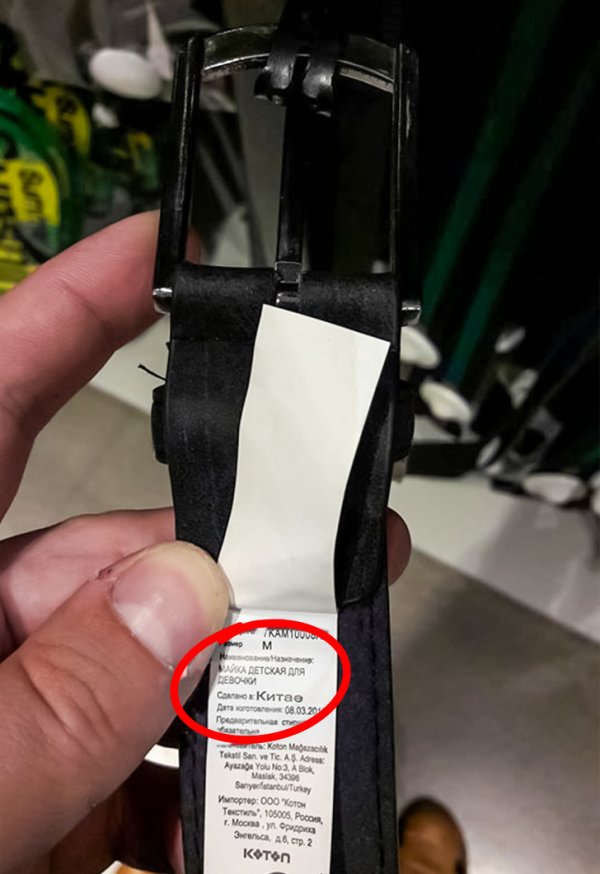 7KAM1000
M
Наименование/Назначение:
МАЙКА ДЕТСКАЯ ДЛЯ
ДЕВОЧКИ
Сделано в: Китае
Дата изготовления: 08.03.201
Предварительная
обязательна
Koton Mağazacılık
Tekstil San. ve Tic. A.Ş. Adress:
Ayazağa Yolu No:3, A Blok,
Maslak, 34396
Sarıyer/İstanbul/Turkey
Импортер: ООО "Котон
Текстиль", 105005, Россия,
г. Москва , ул. Фридриха
Энгельса, д.6, стр. 2
KOTON